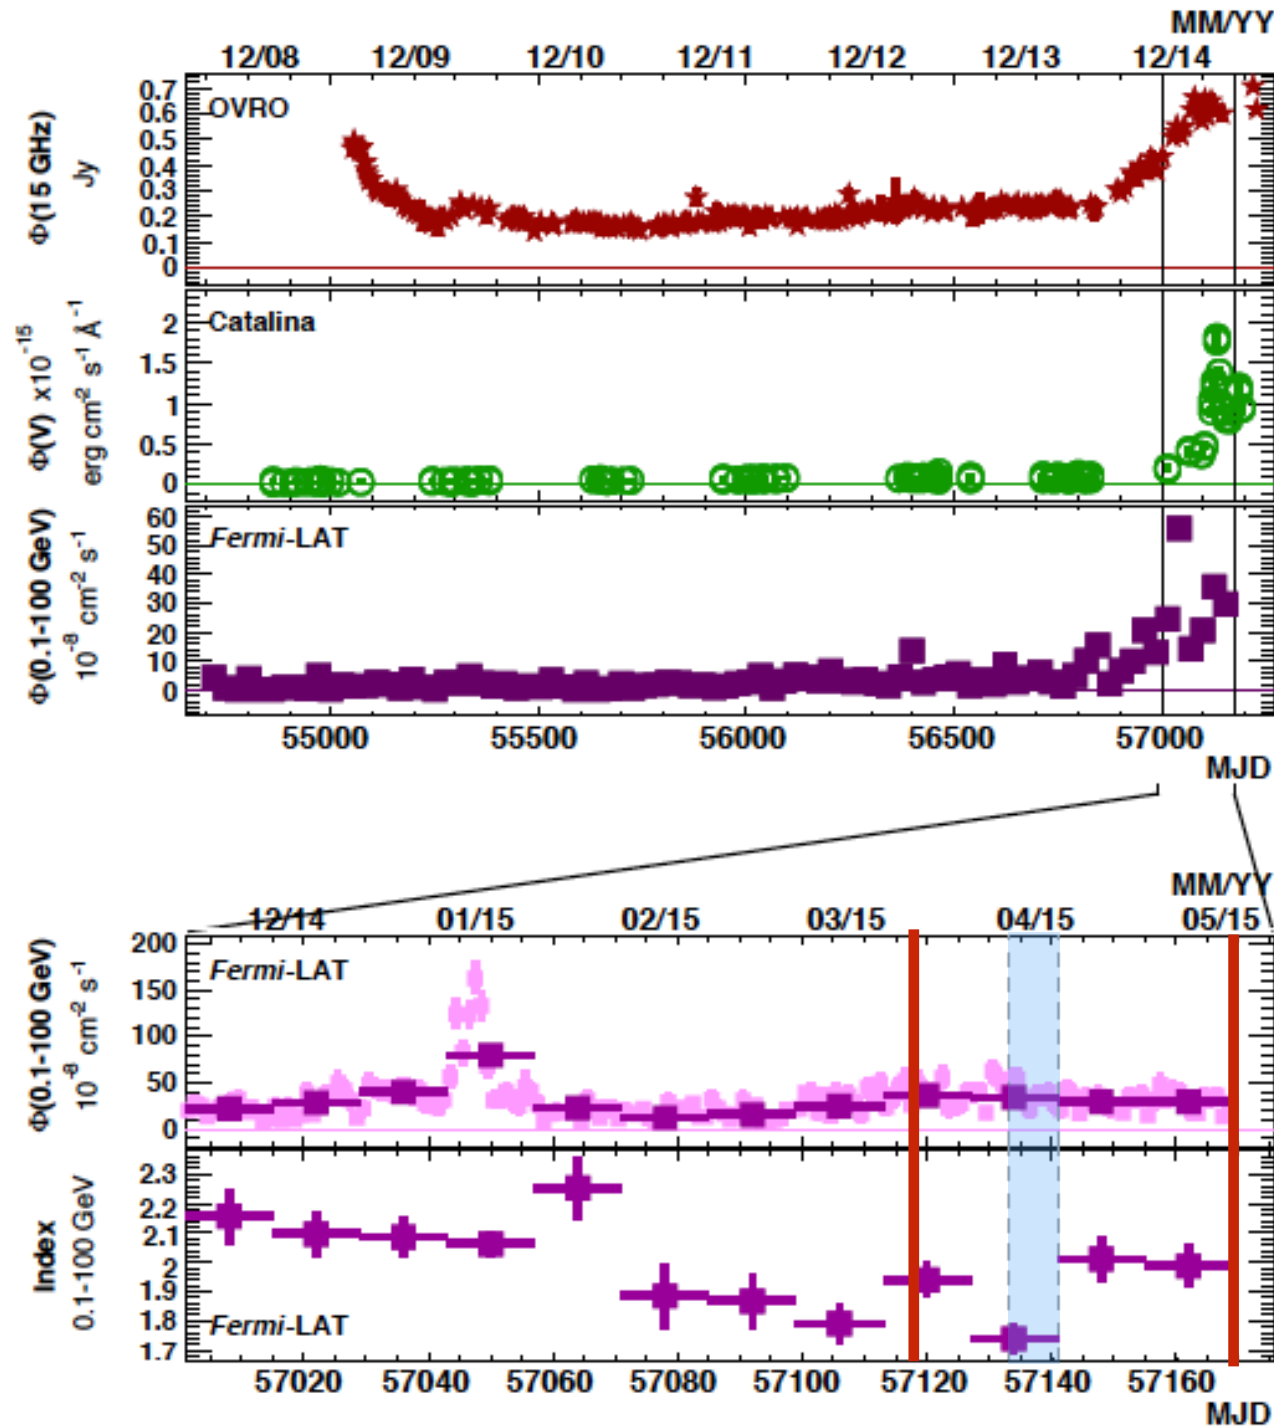 MM/YY
12/08 12/09 12/10 12/11 12/12 12/13 12/14
Φ(15 GHz)
Jy
0.7
0.6
0.5
0.4
0.3
0.2
0.1
0
OVRO
Φ(V) x10⁻¹⁵
erg cm⁻² s⁻¹ Å⁻¹
2
1.5
1
0.5
0
Catalina
Φ(0.1-100 GeV)
10⁻⁸ cm⁻² s⁻¹
60
50
40
30
20
10
0
Fermi-LAT
55000 55500 56000 56500 57000
MJD
MM/YY
12/14 01/15 02/15 03/15 04/15 05/15
Φ(0.1-100 GeV)
10⁻⁸ cm⁻² s⁻¹
200
150
100
50
0
Fermi-LAT
Index
0.1-100 GeV
2.3
2.2
2.1
2
1.9
1.8
1.7
Fermi-LAT
57020 57040 57060 57080 57100 57120 57140 57160
MJD